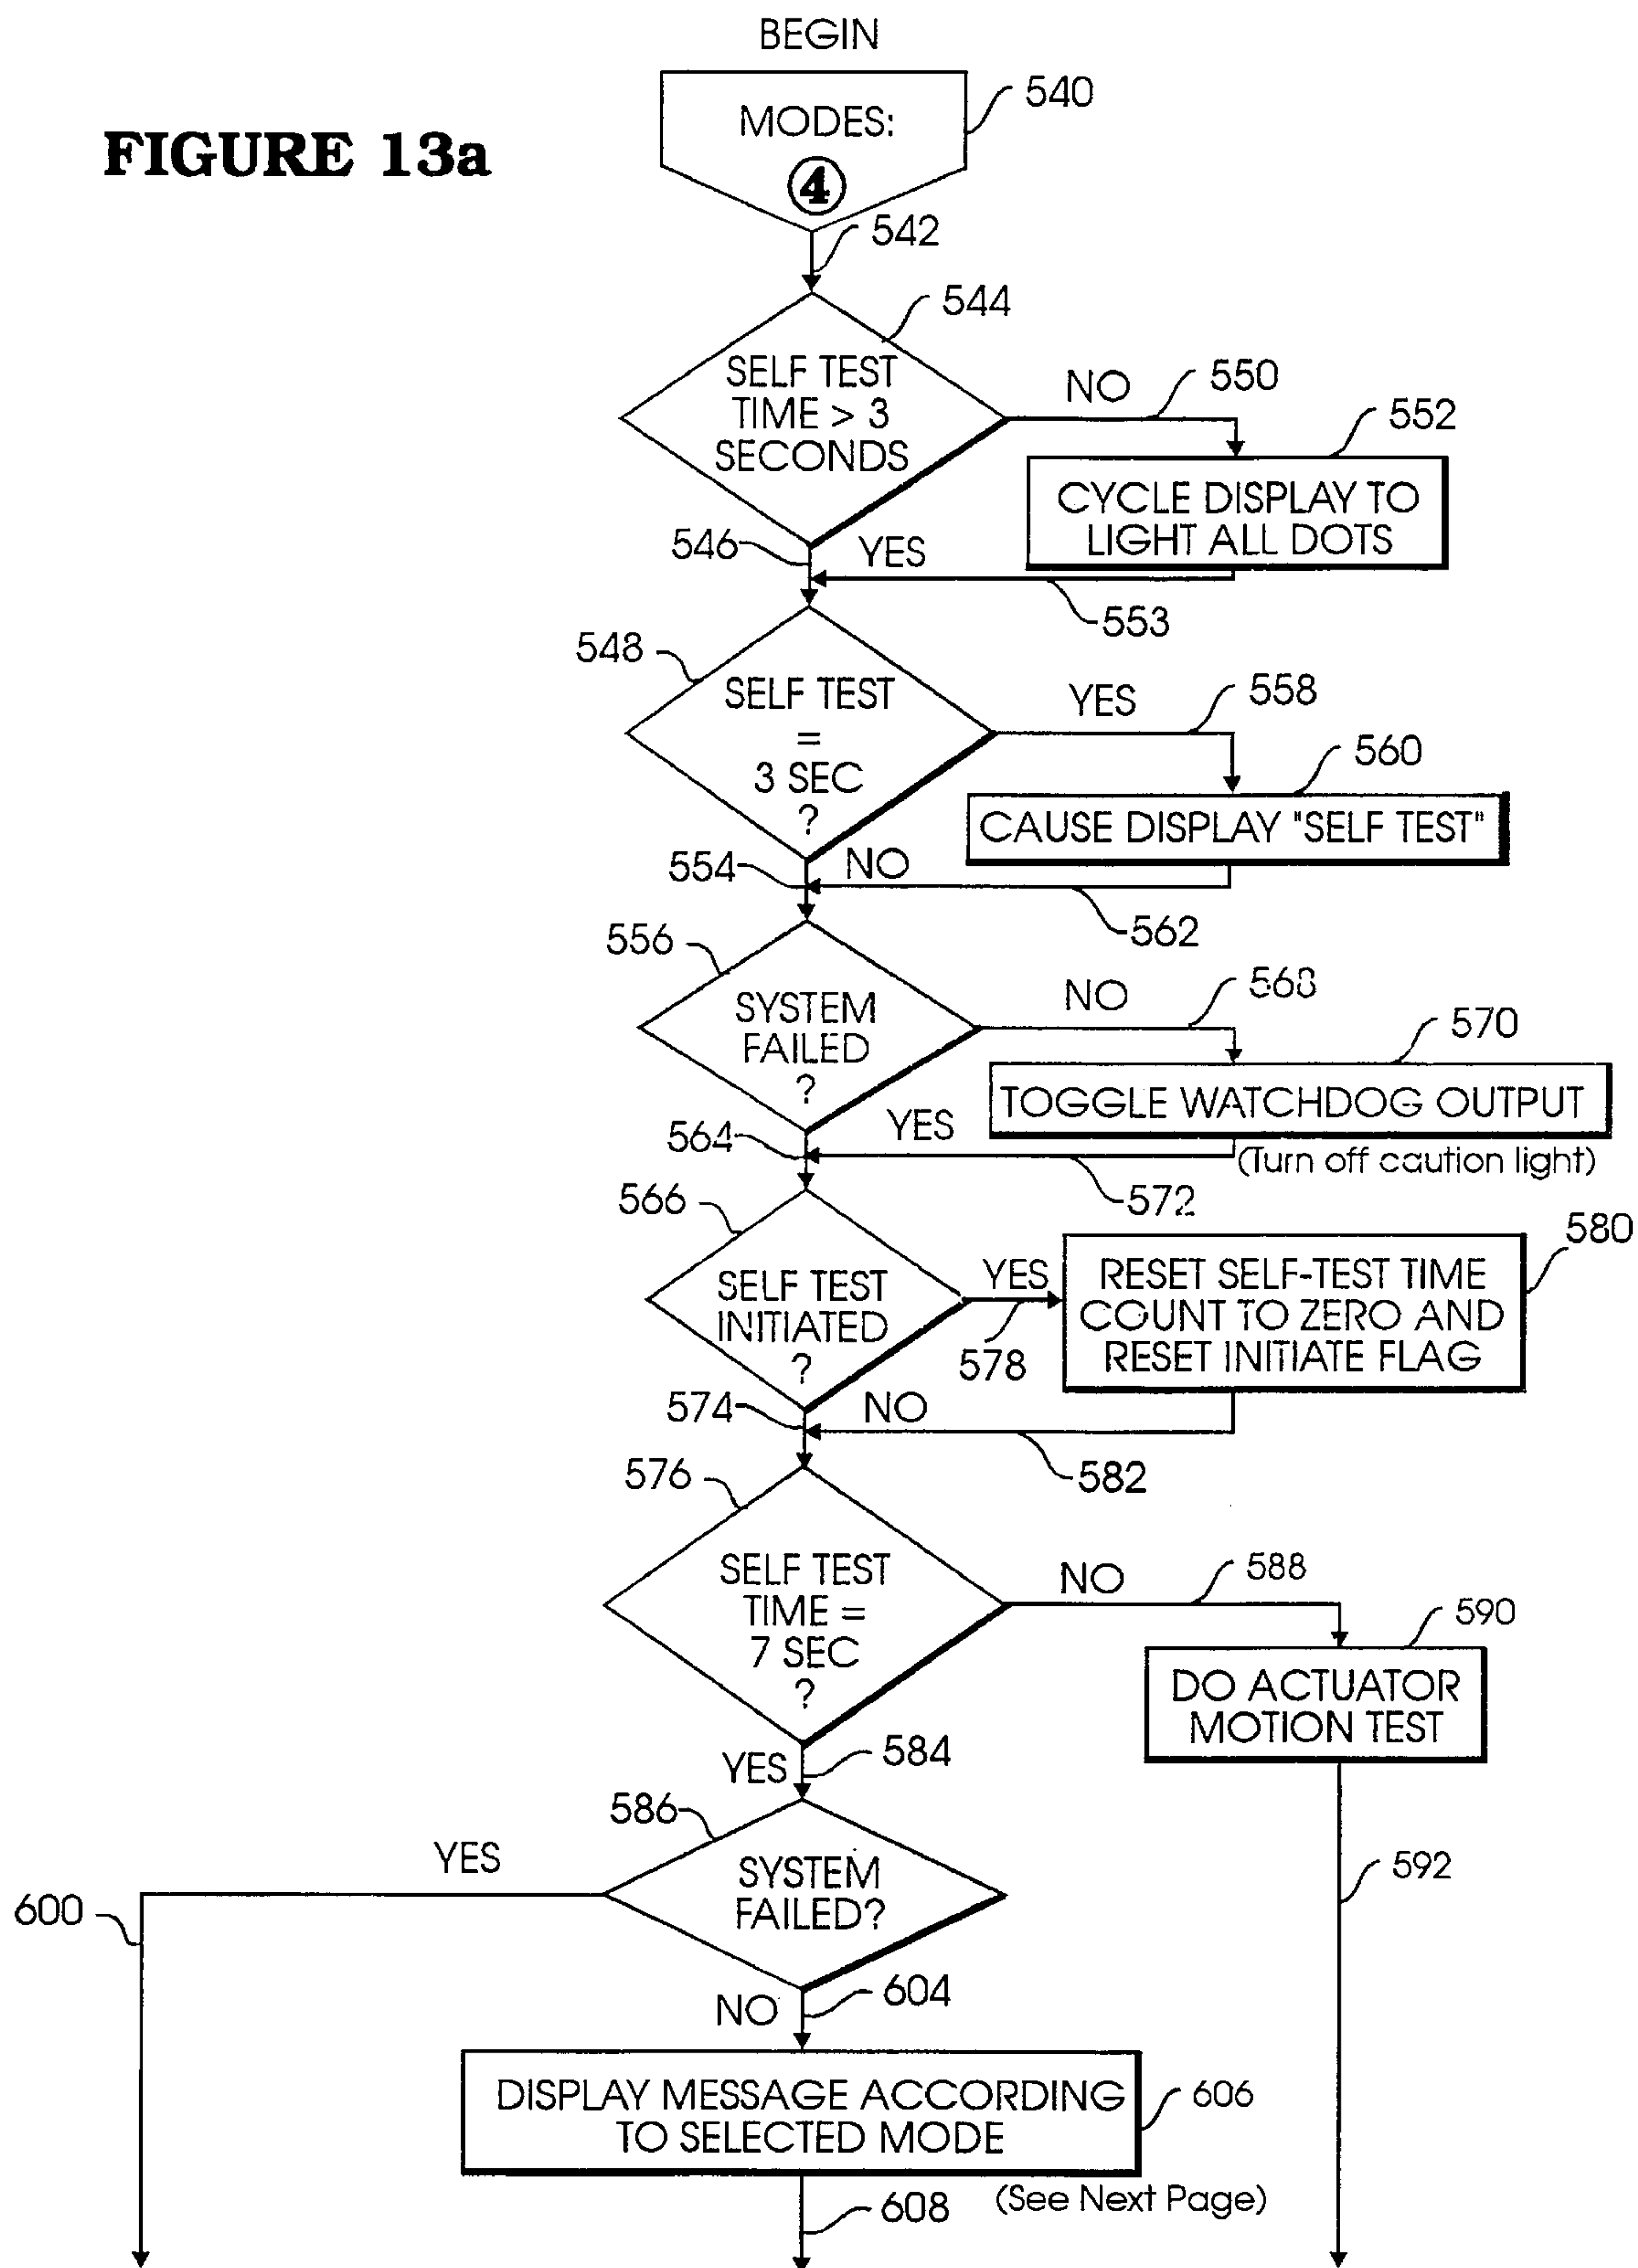 BEGIN
FIGURE 13a
MODES:
540
4
542
544
SELF TEST
TIME > 3
SECONDS
NO
550
552
CYCLE DISPLAY TO
LIGHT ALL DOTS
546
YES
553
548
SELF TEST
=
3 SEC
?
YES
558
560
CAUSE DISPLAY "SELF TEST"
554
NO
562
556
SYSTEM
FAILED
?
NO
568
570
TOGGLE WATCHDOG OUTPUT
(Turn off caution light)
564
YES
572
566
SELF TEST
INITIATED
?
YES
578
580
RESET SELF-TEST TIME
COUNT TO ZERO AND
RESET INITIATE FLAG
574
NO
582
576
SELF TEST
TIME =
7 SEC
?
NO
588
590
DO ACTUATOR
MOTION TEST
YES
584
592
586
SYSTEM
FAILED?
YES
600
NO
604
DISPLAY MESSAGE ACCORDING
TO SELECTED MODE
606
608
(See Next Page)